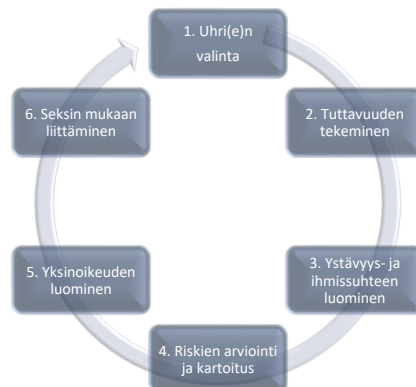 1. Uhri(e)n
valinta
2. Tuttavuuden
tekeminen
3. Ystävyys- ja
ihmissuhteen
luominen
4. Riskien arviointi
ja kartoitus
5. Yksinoikeuden
luominen
6. Seksin mukaan
liittäminen